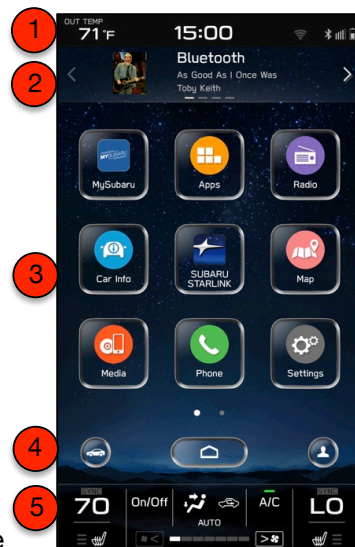 1
OUT TEMP
71°F
15:00
2
Bluetooth
As Good As I Once Was
Toby Keith
MYSUBARU
MySubaru
Apps
Radio
3
Car Info
SUBARU
STARLINK
Map
Media
Phone
Settings
4
5
70
On/Off
A/C
LO
AUTO
e